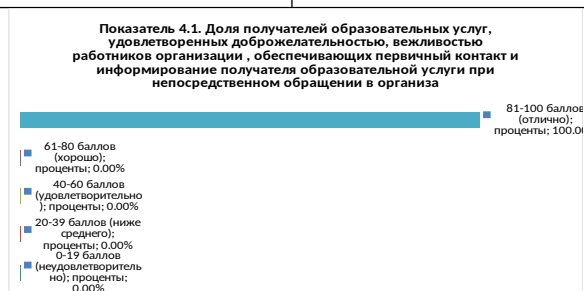 Показатель 4.1. Доля получателей образовательных услуг,
удовлетворенных доброжелательностью, вежливостью
работников организации , обеспечивающих первичный контакт и
информирование получателя образовательной услуги при
непосредственном обращении в организа
81-100 баллов
(отлично);
проценты; 100.00
61-80 баллов
(хорошо);
проценты; 0.00%
40-60 баллов
(удовлетворительно
); проценты; 0.00%
20-39 баллов (ниже
среднего);
проценты; 0.00%
0-19 баллов
(неудовлетворитель
но); проценты;
0.00%